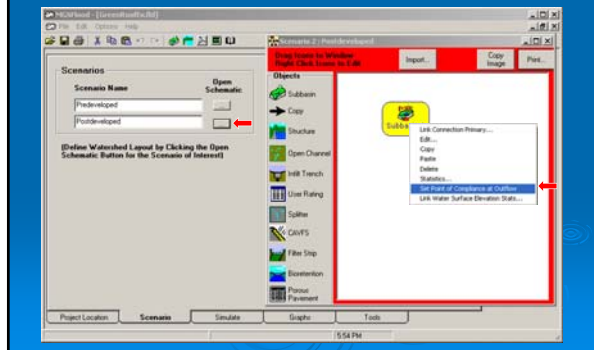 MGSFlood - [GreenRoofEx.fld]
File Edit Options Help
Scenarios
Scenario Name
Open
Schematic
Predeveloped
Postdeveloped
(Define Watershed Layout by Clicking the Open
Schematic Button for the Scenario of Interest)
Scenario 2 : Postdeveloped
Drag Icons to Window
Right Click Icons to Edit
Import...
Copy
Image
Print...
Objects
Subbasin
Copy
Structure
Open Channel
Infilt Trench
User Rating
Splitter
CAVFS
Filter Strip
Bioretention
Porous
Pavement
Subba
Link Connection Primary...
Edit...
Copy
Paste
Delete
Statistics...
Set Point of Compliance at Outflow
Link Water Surface Elevation Stats...
Project Location
Scenario
Simulate
Graphs
Tools
5:54 PM